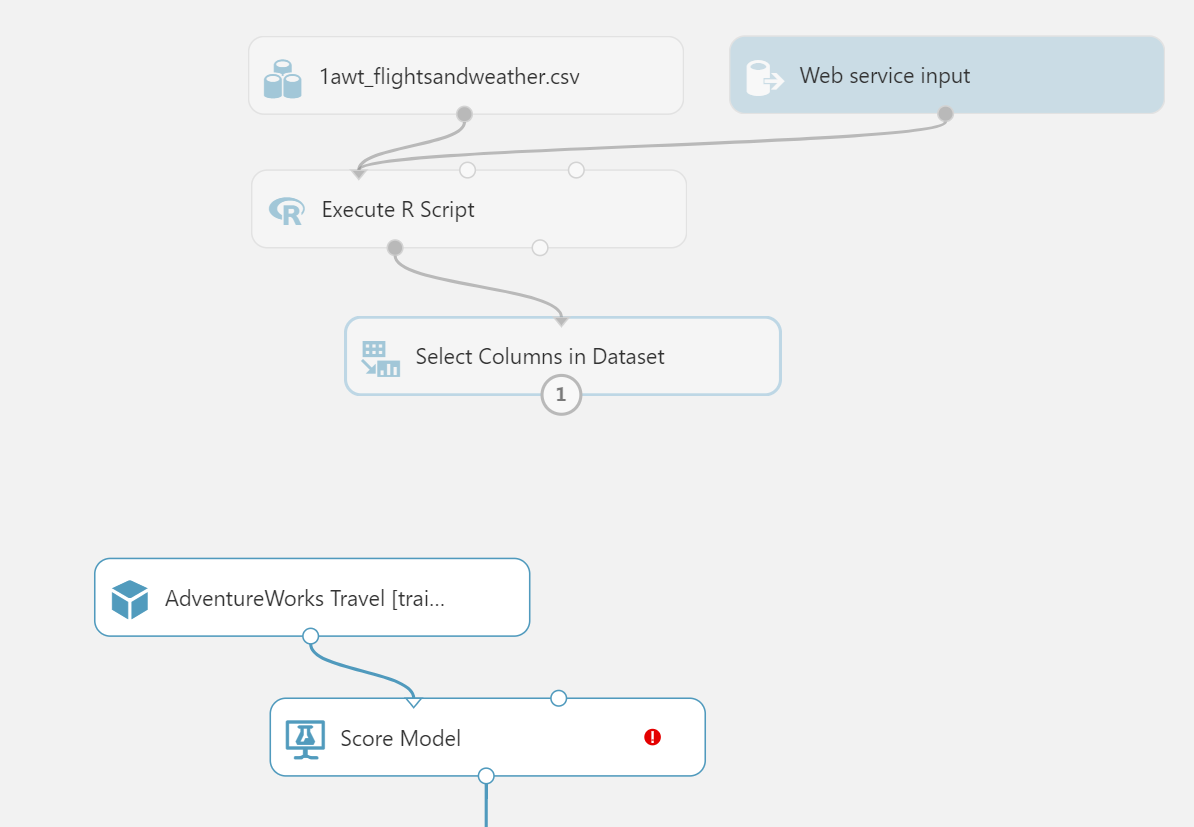 1awt_flightsandweather.csv
Web service input
Execute R Script
Select Columns in Dataset
1
AdventureWorks Travel [trai...
Score Model